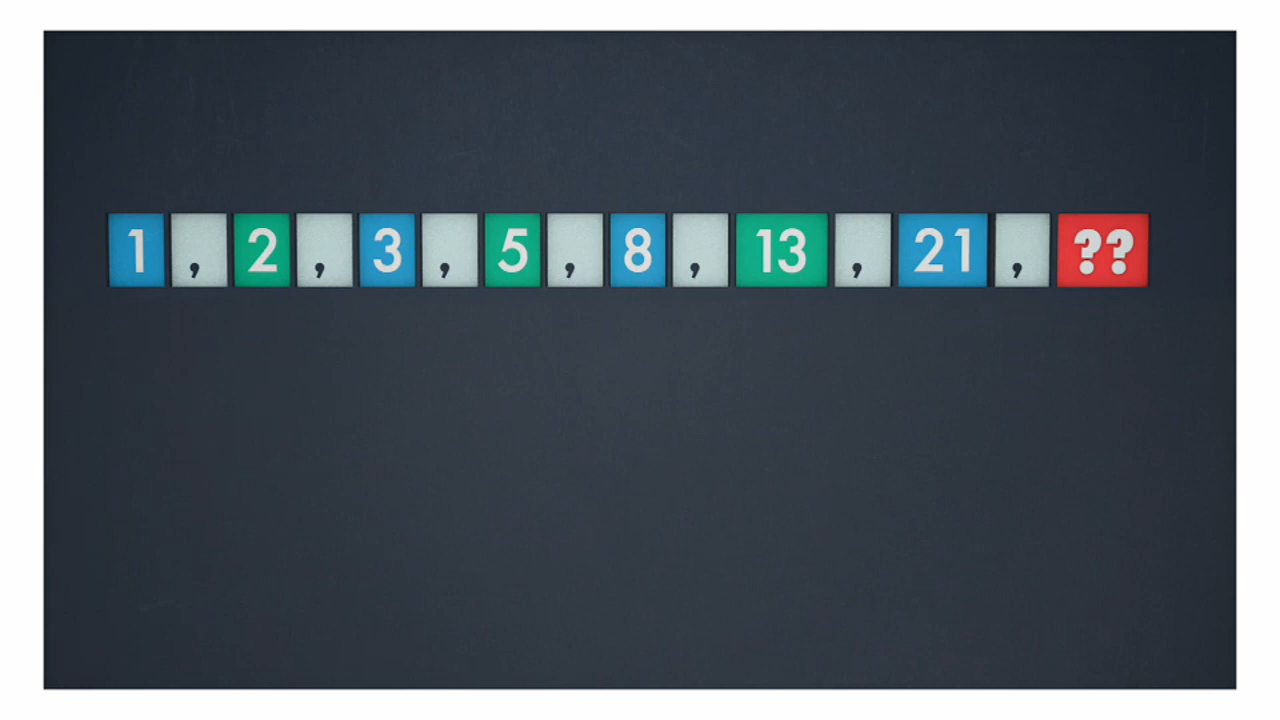 1, 2, 3, 5, 8, 13, 21, ??